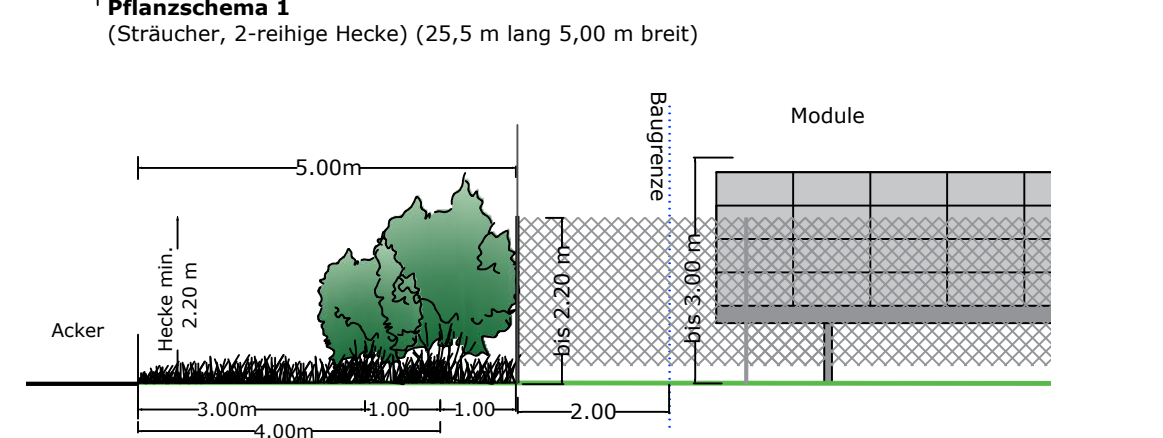 Pflanzschema 1
(Sträucher, 2-reihige Hecke) (25,5 m lang 5,00 m breit)
Baugrenze
Module
5.00m
Hecke min.
2.20 m
bis 2.20 m
bis 3.00 m
Acker
3.00m
1.00
1.00
2.00
4.00m